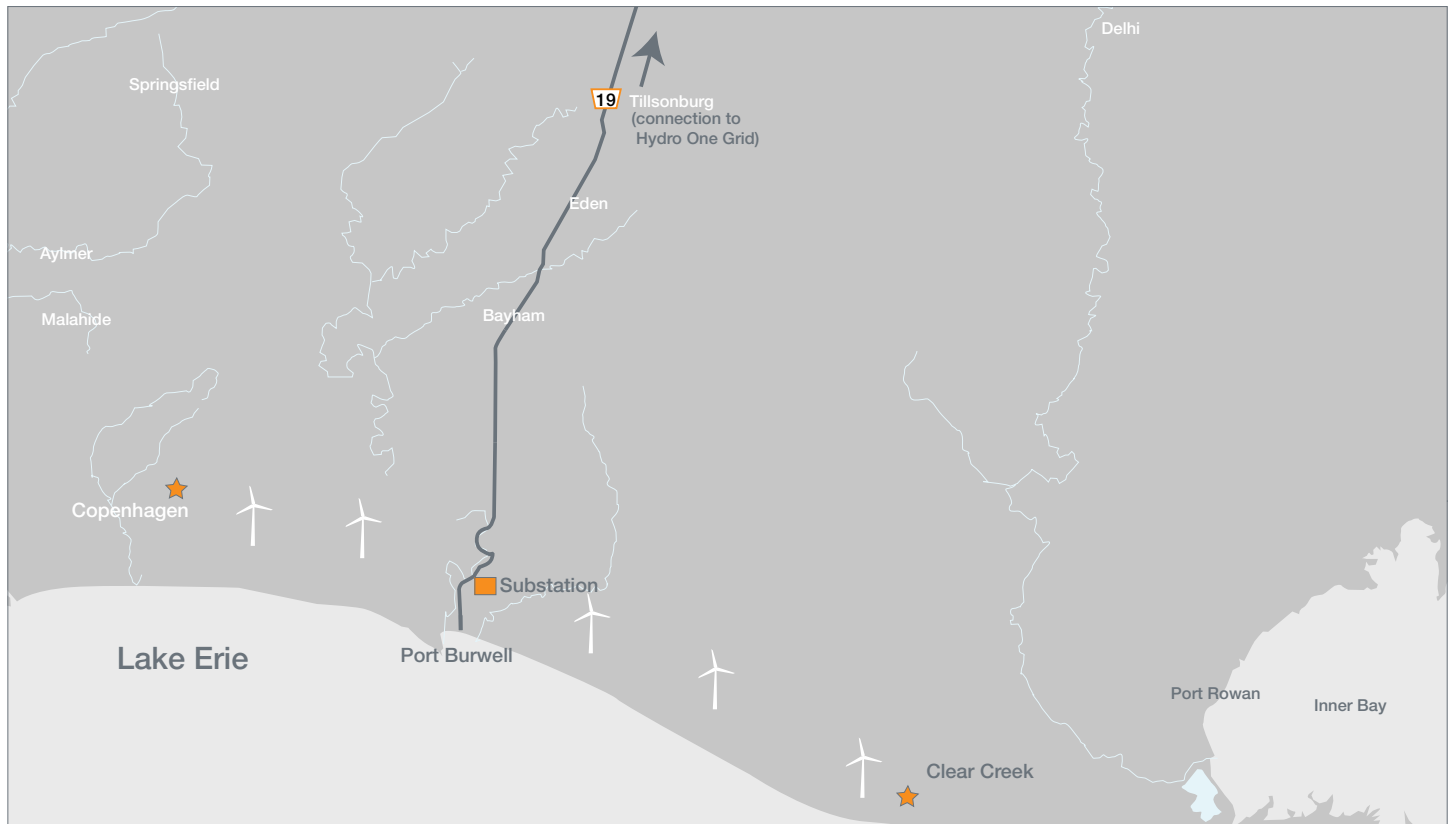 Delhi
Springsfield
19
Tillsonburg
(connection to
Hydro One Grid)
Eden
Aylmer
Bayham
Malahide
Copenhagen
Substation
Lake Erie
Port Burwell
Port Rowan
Inner Bay
Clear Creek